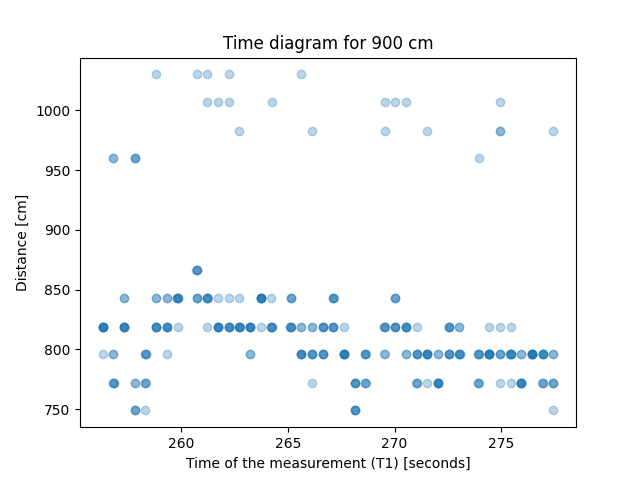 Time diagram for 900 cm
1000
950
900
850
800
750
Distance [cm]
260 265 270 275
Time of the measurement (T1) [seconds]